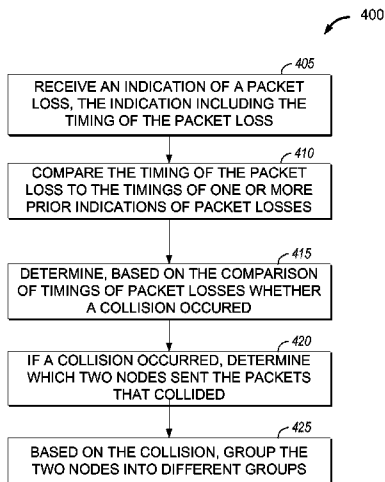 400
405
RECEIVE AN INDICATION OF A PACKET
LOSS, THE INDICATION INCLUDING THE
TIMING OF THE PACKET LOSS
410
COMPARE THE TIMING OF THE PACKET
LOSS TO THE TIMINGS OF ONE OR MORE
PRIOR INDICATIONS OF PACKET LOSSES
415
DETERMINE, BASED ON THE COMPARISON
OF TIMINGS OF PACKET LOSSES WHETHER
A COLLISION OCCURED
420
IF A COLLISION OCCURRED, DETERMINE
WHICH TWO NODES SENT THE PACKETS
THAT COLLIDED
425
BASED ON THE COLLISION, GROUP THE
TWO NODES INTO DIFFERENT GROUPS